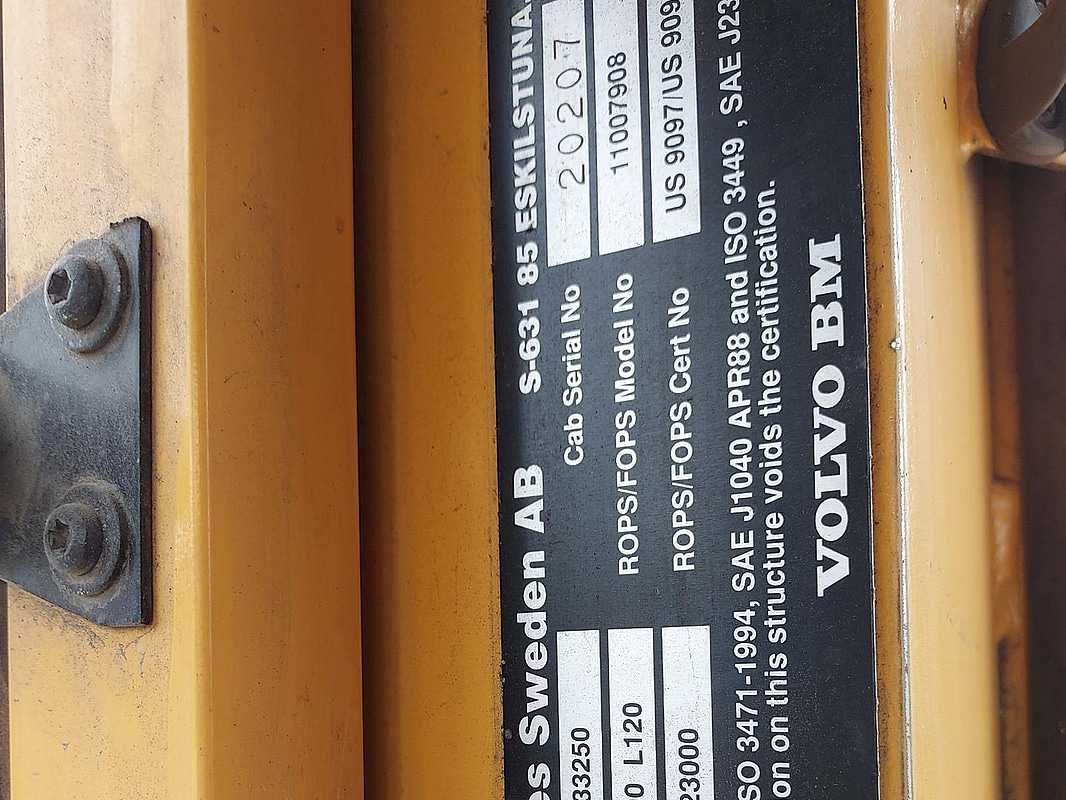 es Sweden AB S-631 85 ESKILSTUNA.
33250 Cab Serial No 20207
0 L120 ROPS/FOPS Model No 11007908
23000 ROPS/FOPS Cert No US 9097/US 909
SO 3471-1994, SAE J1040 APR88 and ISO 3449 , SAE J23
on on this structure voids the certification.
VOLVO BM